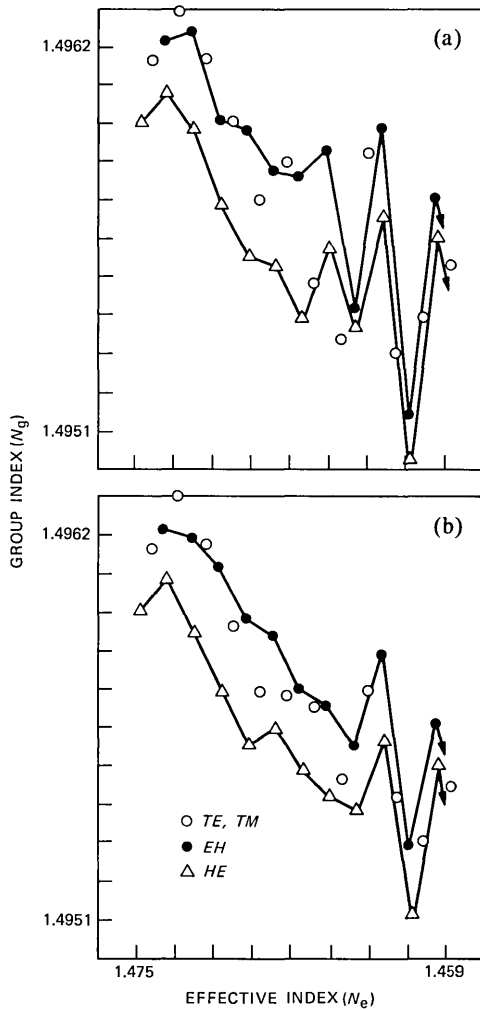 (a)
1.4962
1.4951
GROUP INDEX (Ng)
(b)
1.4962
TE, TM
EH
HE
1.4951
1.475
1.459
EFFECTIVE INDEX (Ne)